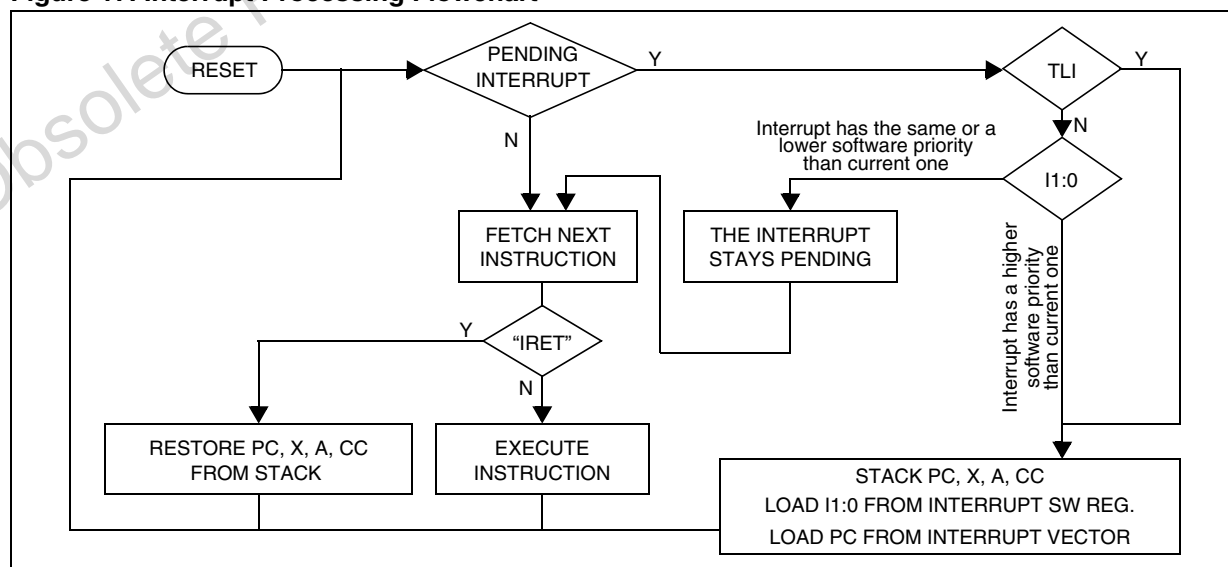 Figure 17. Interrupt Processing Flowchart
RESET
PENDING
INTERRUPT
Y
TLI
Y
N
Interrupt has the same or a
lower software priority
than current one
N
I1:0
FETCH NEXT
INSTRUCTION
THE INTERRUPT
STAYS PENDING
Interrupt has a higher
software priority
than current one
Y
“IRET”
N
RESTORE PC, X, A, CC
FROM STACK
EXECUTE
INSTRUCTION
STACK PC, X, A, CC
LOAD I1:0 FROM INTERRUPT SW REG.
LOAD PC FROM INTERRUPT VECTOR
obsolete